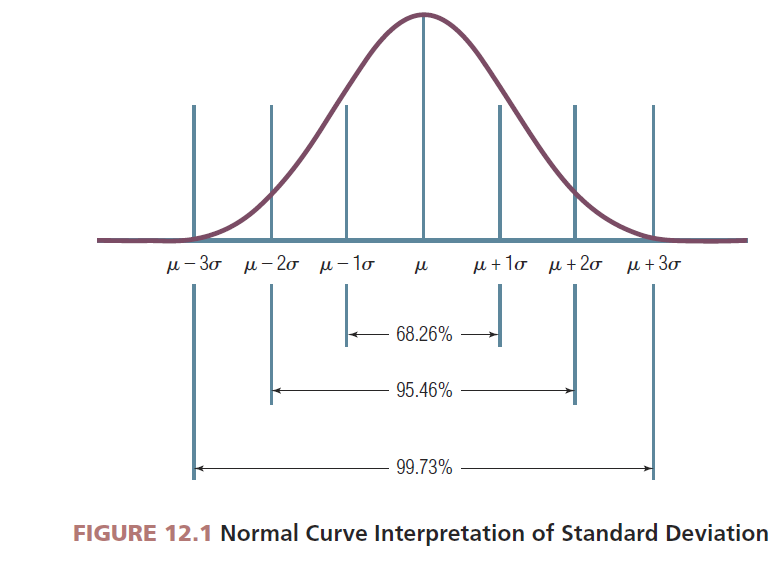 μ – 3σ μ – 2σ μ – 1σ μ μ + 1σ μ + 2σ μ + 3σ
68.26%
95.46%
99.73%
FIGURE 12.1 Normal Curve Interpretation of Standard Deviation